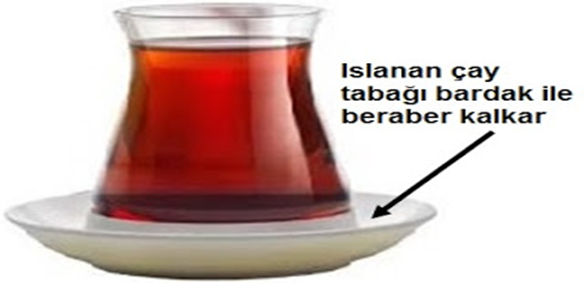 Islanan çay
tabağı bardak ile
beraber kalkar